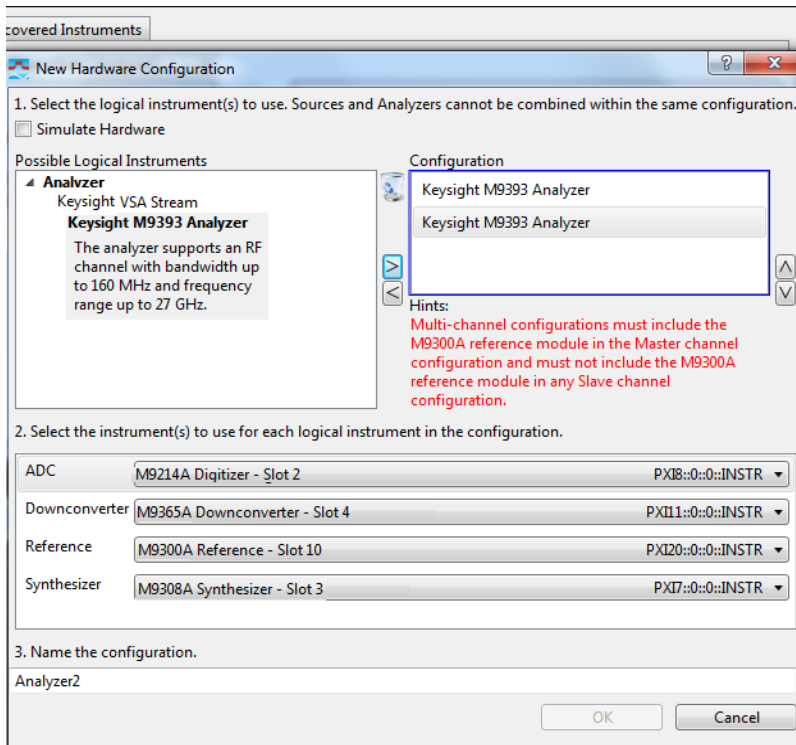 covered Instruments
New Hardware Configuration
?
X
1. Select the logical instrument(s) to use. Sources and Analyzers cannot be combined within the same configuration.
Simulate Hardware
Possible Logical Instruments
Analyzer
Keysight VSA Stream
Keysight M9393 Analyzer
The analyzer supports an RF
channel with bandwidth up
to 160 MHz and frequency
range up to 27 GHz.
>
<
Configuration
Keysight M9393 Analyzer
Keysight M9393 Analyzer
Hints:
Multi-channel configurations must include the
M9300A reference module in the Master channel
configuration and must not include the M9300A
reference module in any Slave channel
configuration.
2. Select the instrument(s) to use for each logical instrument in the configuration.
ADC M9214A Digitizer - Slot 2 PXI8::0::0::INSTR
Downconverter M9365A Downconverter - Slot 4 PXI11::0::0::INSTR
Reference M9300A Reference - Slot 10 PXI20::0::0::INSTR
Synthesizer M9308A Synthesizer - Slot 3 PXI7::0::0::INSTR
3. Name the configuration.
Analyzer2
OK Cancel